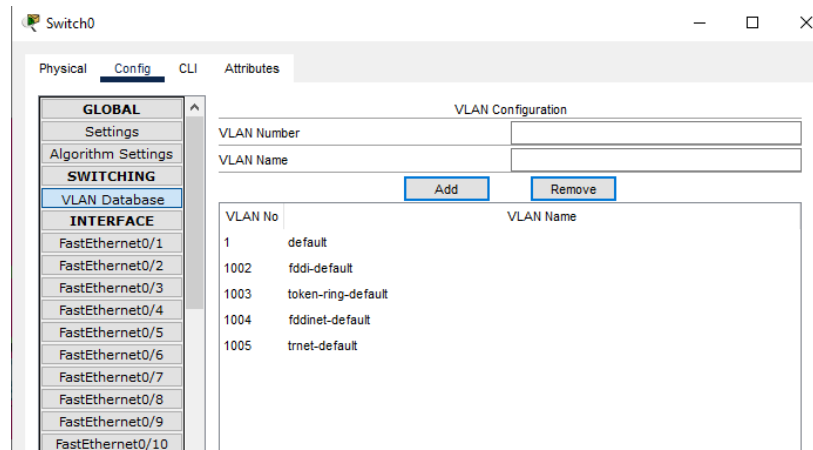 Switch0
Physical Config CLI Attributes
GLOBAL
Settings
Algorithm Settings
SWITCHING
VLAN Database
INTERFACE
FastEthernet0/1
FastEthernet0/2
FastEthernet0/3
FastEthernet0/4
FastEthernet0/5
FastEthernet0/6
FastEthernet0/7
FastEthernet0/8
FastEthernet0/9
FastEthernet0/10
VLAN Configuration
VLAN Number
VLAN Name
Add Remove
VLAN No VLAN Name
1 default
1002 fddi-default
1003 token-ring-default
1004 fddinet-default
1005 trnet-default